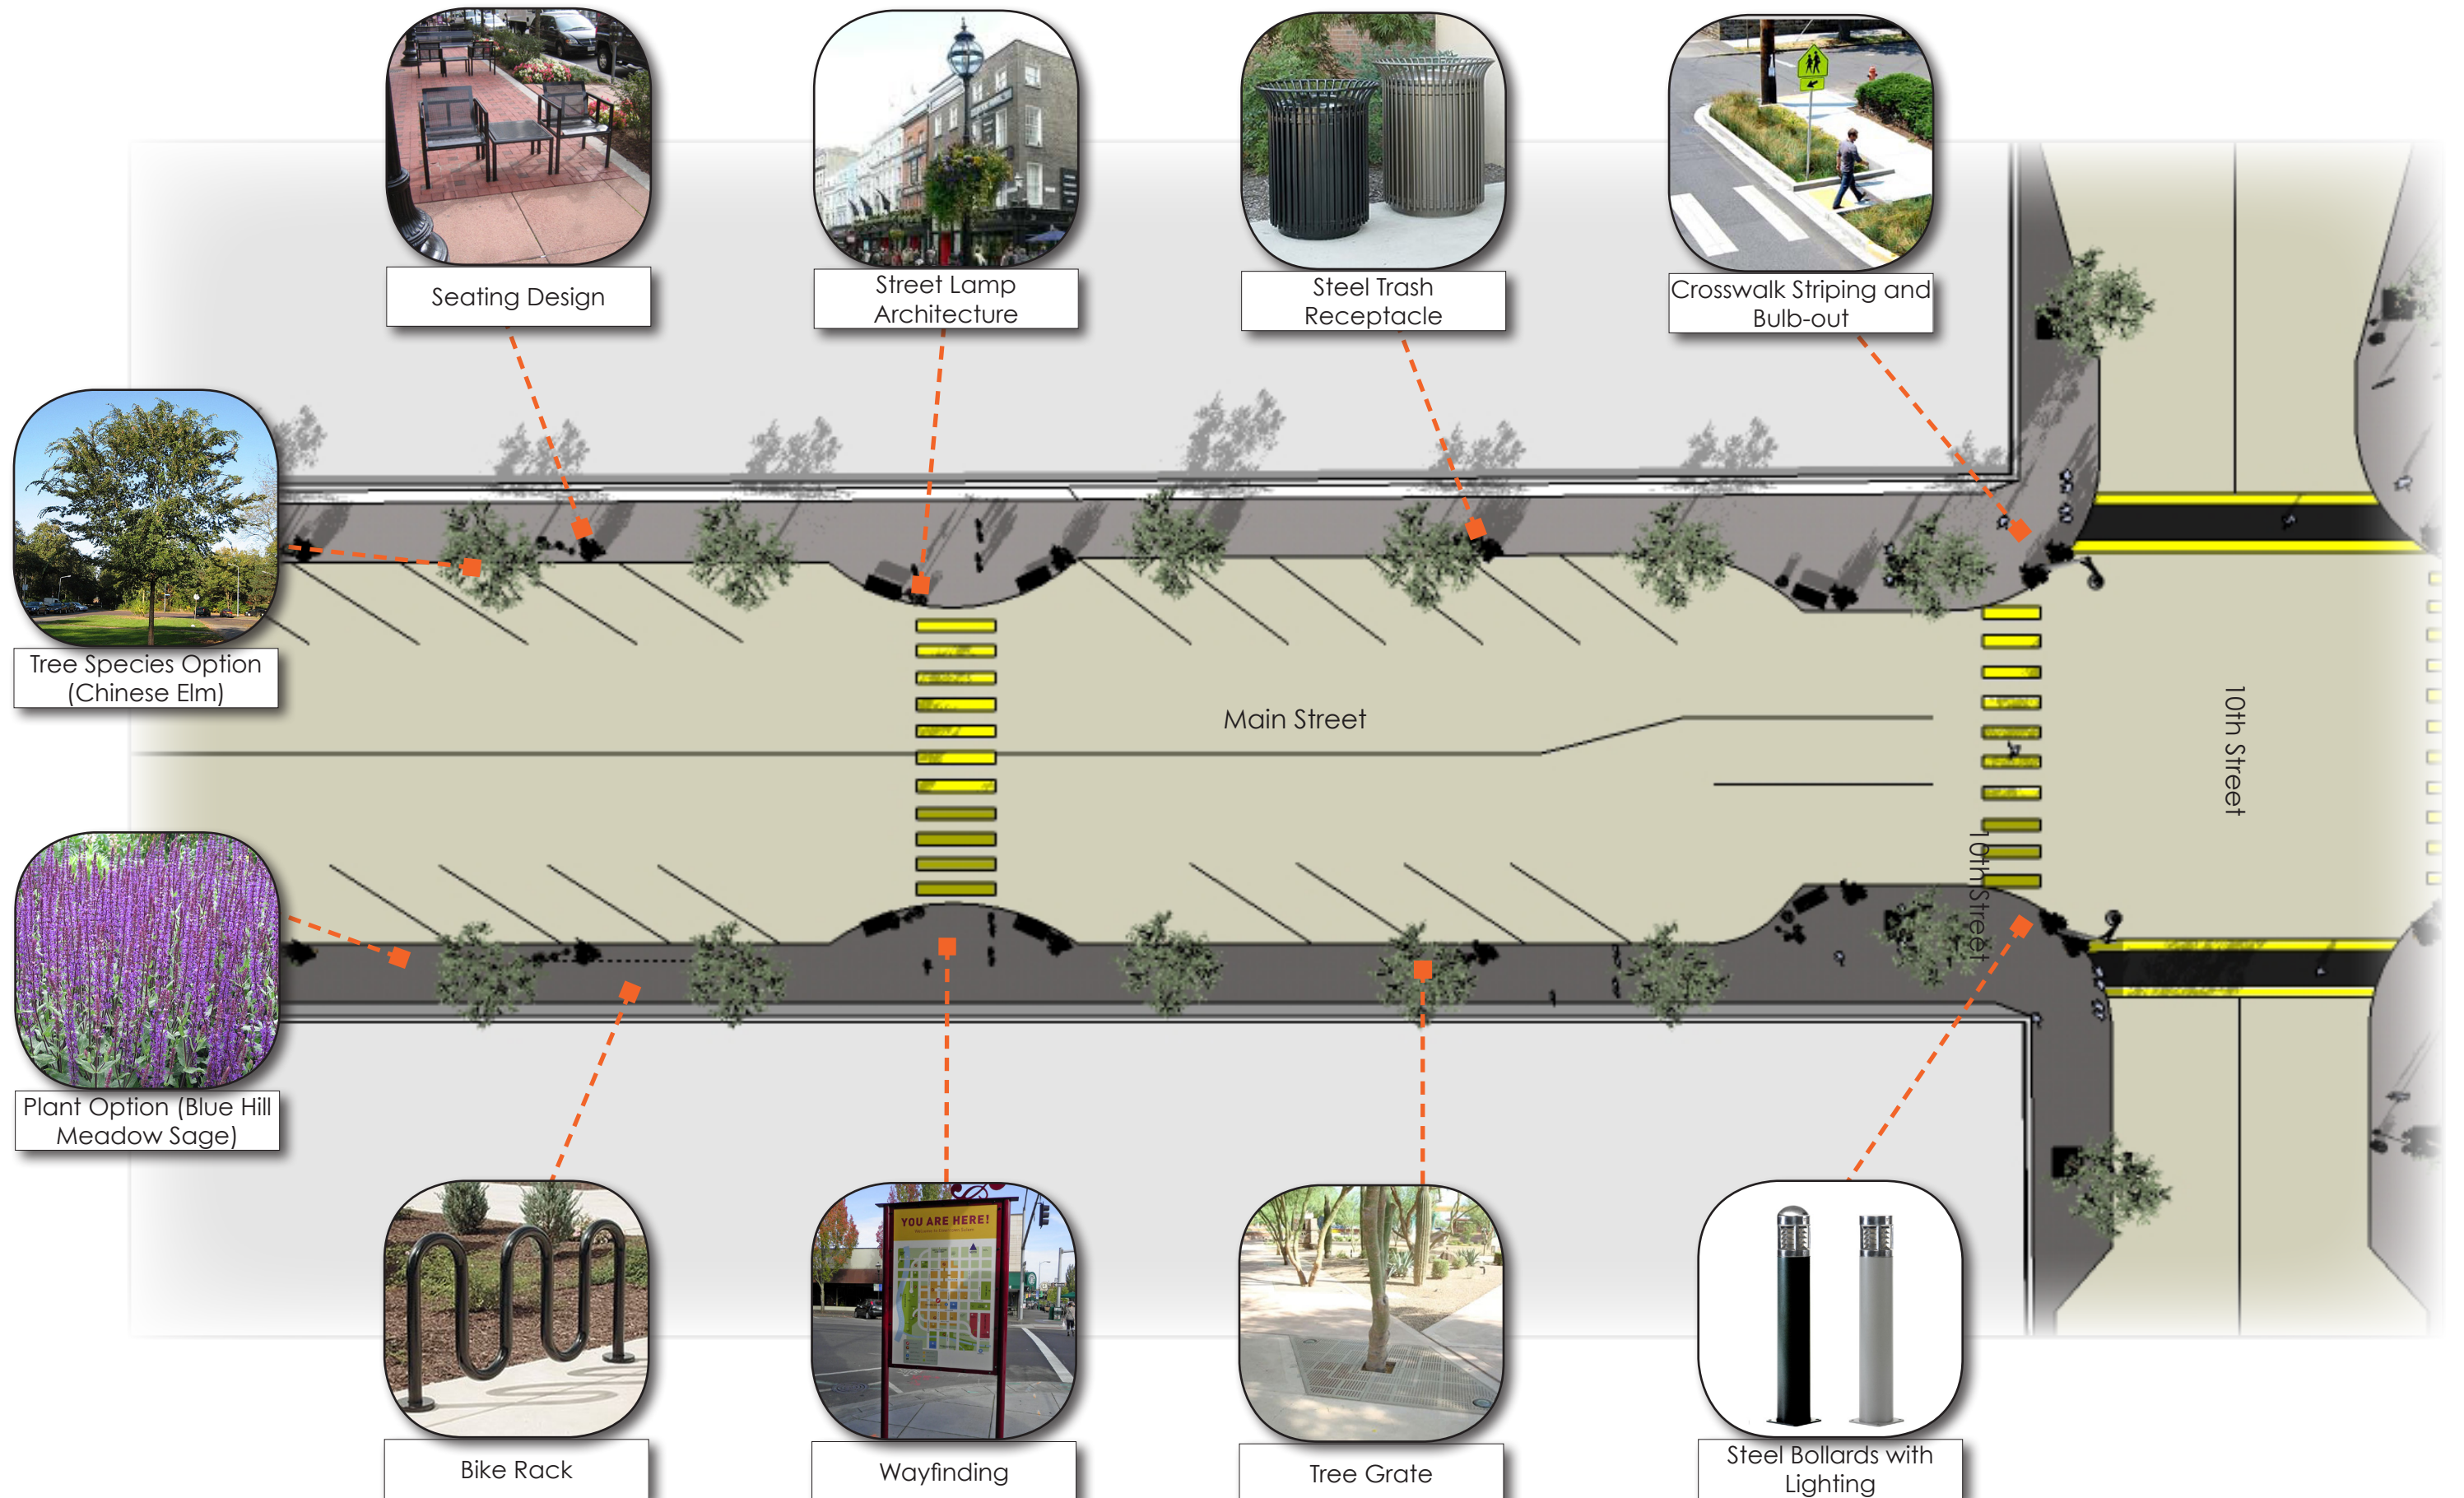 Seating Design
Street Lamp
Architecture
Steel Trash
Receptacle
Crosswalk Striping and
Bulb-out
Tree Species Option
(Chinese Elm)
Main Street
10th Street
10th Street
Plant Option (Blue Hill
Meadow Sage)
YOU ARE HERE!
Bike Rack
Wayfinding
Tree Grate
Steel Bollards with
Lighting